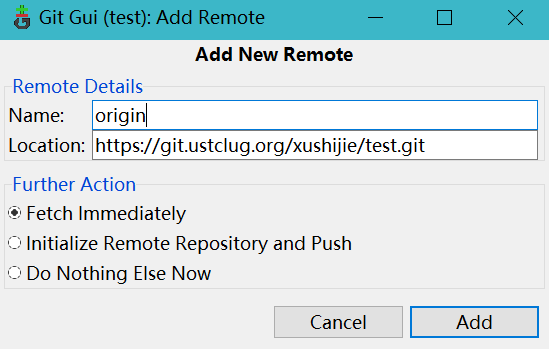 Git Gui (test): Add Remote
Add New Remote
Remote Details
Name: origin
Location: https://git.ustclug.org/xushijie/test.git
Further Action
Fetch Immediately
Initialize Remote Repository and Push
Do Nothing Else Now
Cancel Add